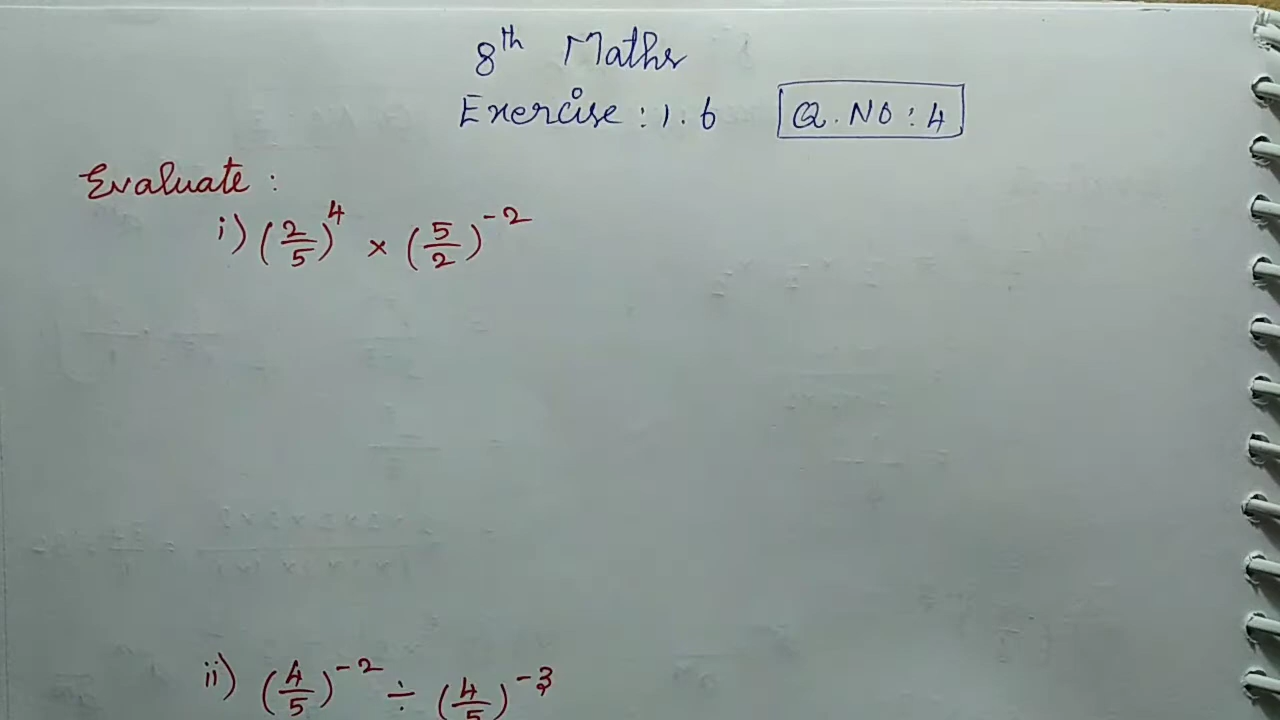 8th Maths
Exercise : 1.6 Q. NO : 4
Evaluate :
i) (2/5)^4 × (5/2)^-2
ii) (4/5)^-2 ÷ (4/5)^-3